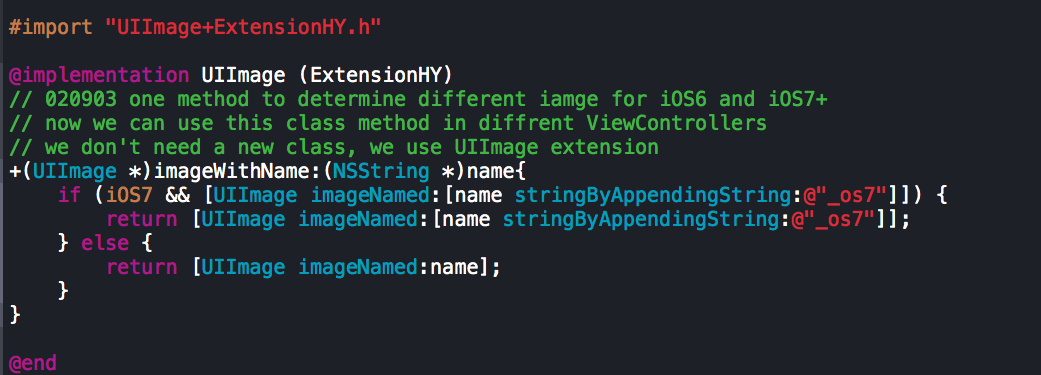 #import "UIImage+ExtensionHY.h"
@implementation UIImage (ExtensionHY)
// 020903 one method to determine different iamge for iOS6 and iOS7+
// now we can use this class method in diffrent ViewControllers
// we don't need a new class, we use UIImage extension
+(UIImage *)imageWithName:(NSString *)name{
    if (iOS7 && [UIImage imageNamed:[name stringByAppendingString:@"_os7"]]) {
        return [UIImage imageNamed:[name stringByAppendingString:@"_os7"]];
    } else {
        return [UIImage imageNamed:name];
    }
}
@end